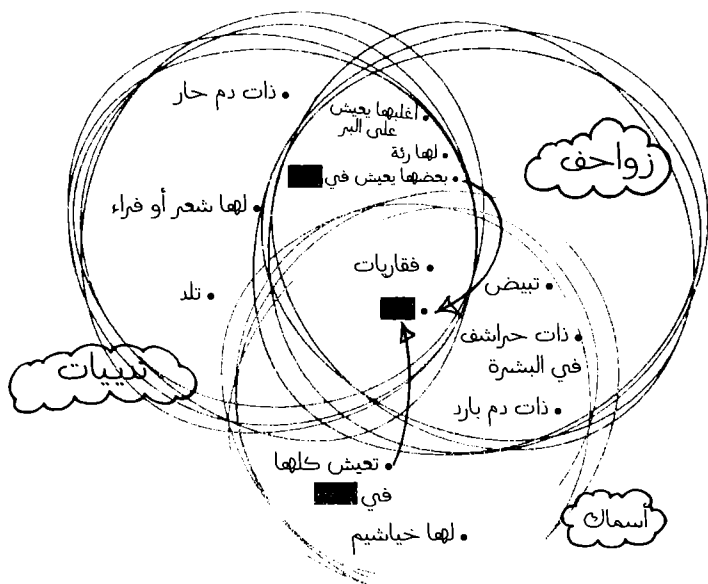 ذات دم حار
أغلبها يعيش
على البر
لها رئة
بعضها يعيش في
زواحف
لها شعر أو فراء
فقاريات
تبيض
تلد
ذات حراشف
في البشرة
ثدييات
ذات دم بارد
تعيش كلها
في
أسماك
لها خياشيم